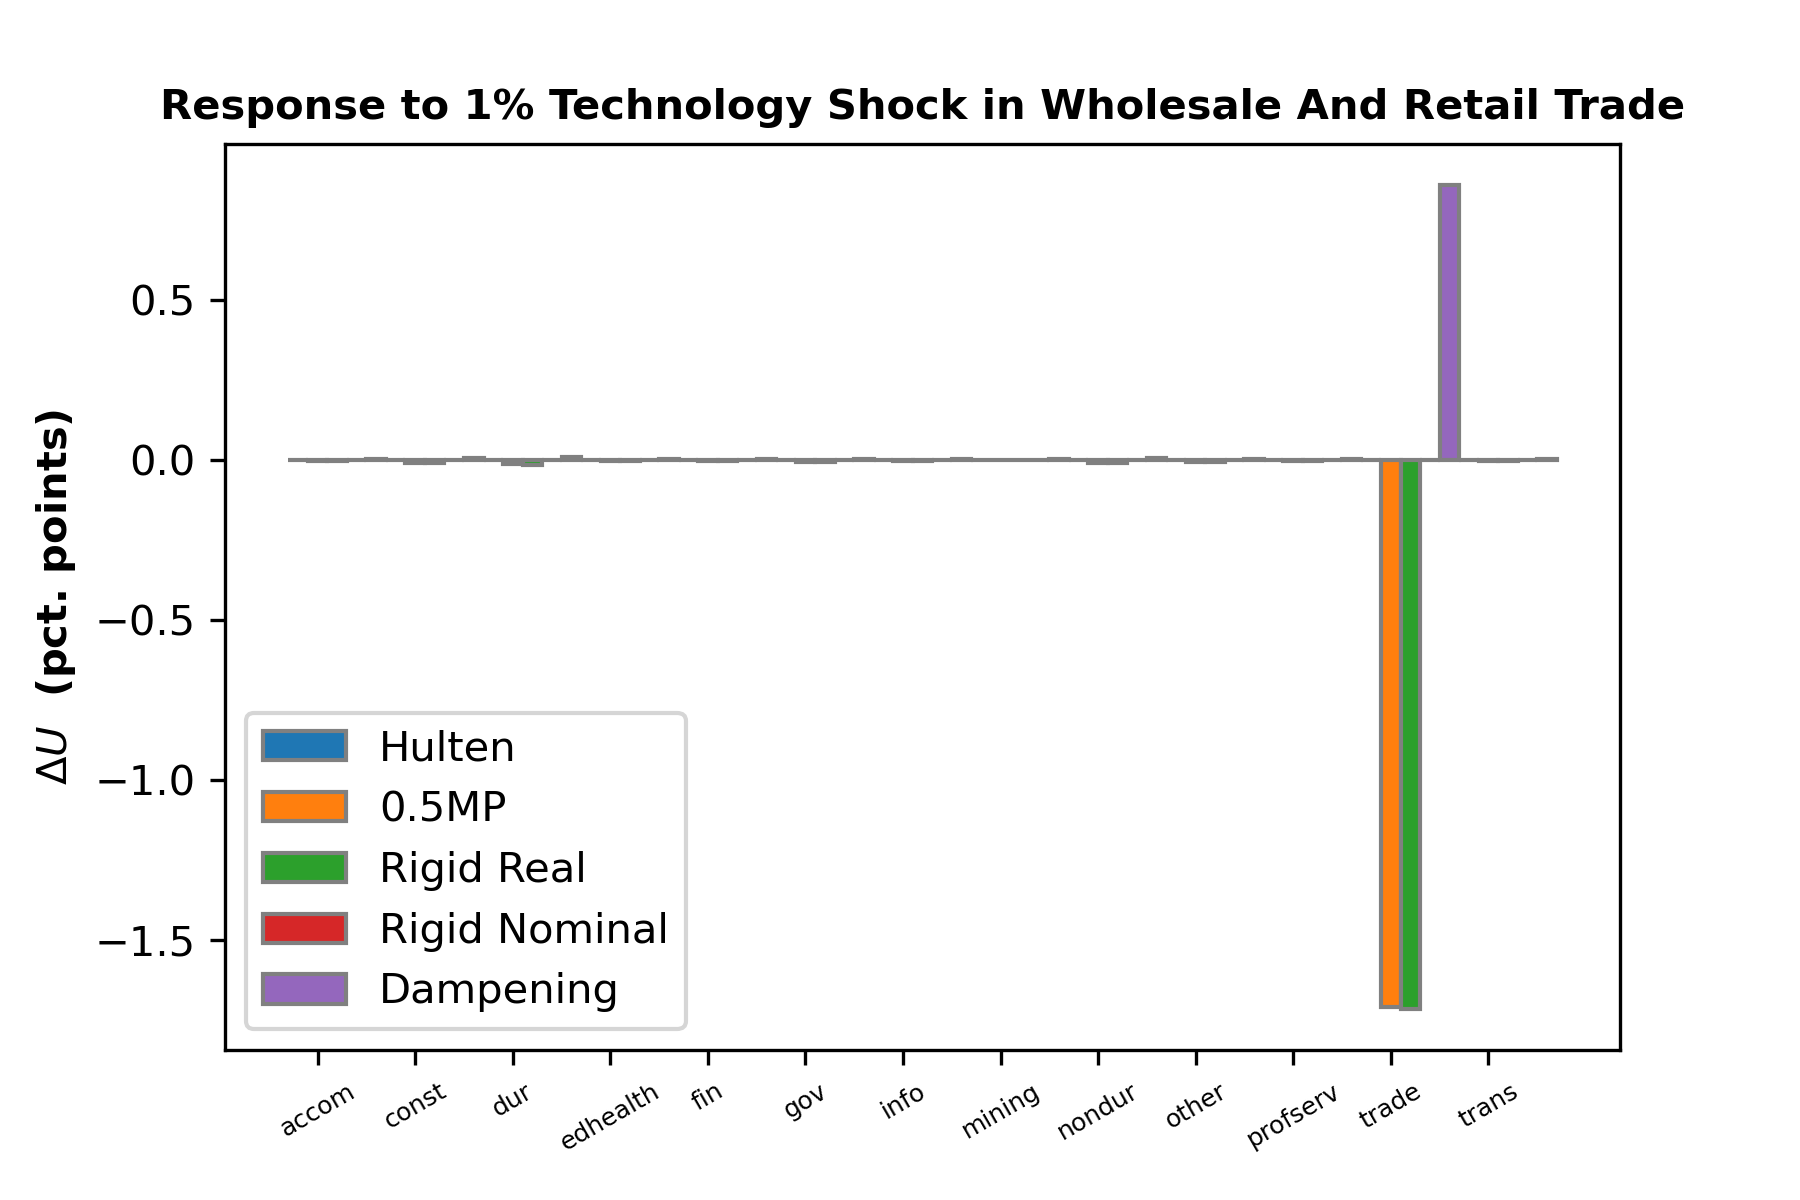 Response to 1% Technology Shock in Wholesale And Retail Trade
ΔU (pct. points)
0.5
0.0
−0.5
−1.0
−1.5
Hulten
0.5MP
Rigid Real
Rigid Nominal
Dampening
accom const dur edhealth fin gov info mining nondur other profserv trade trans